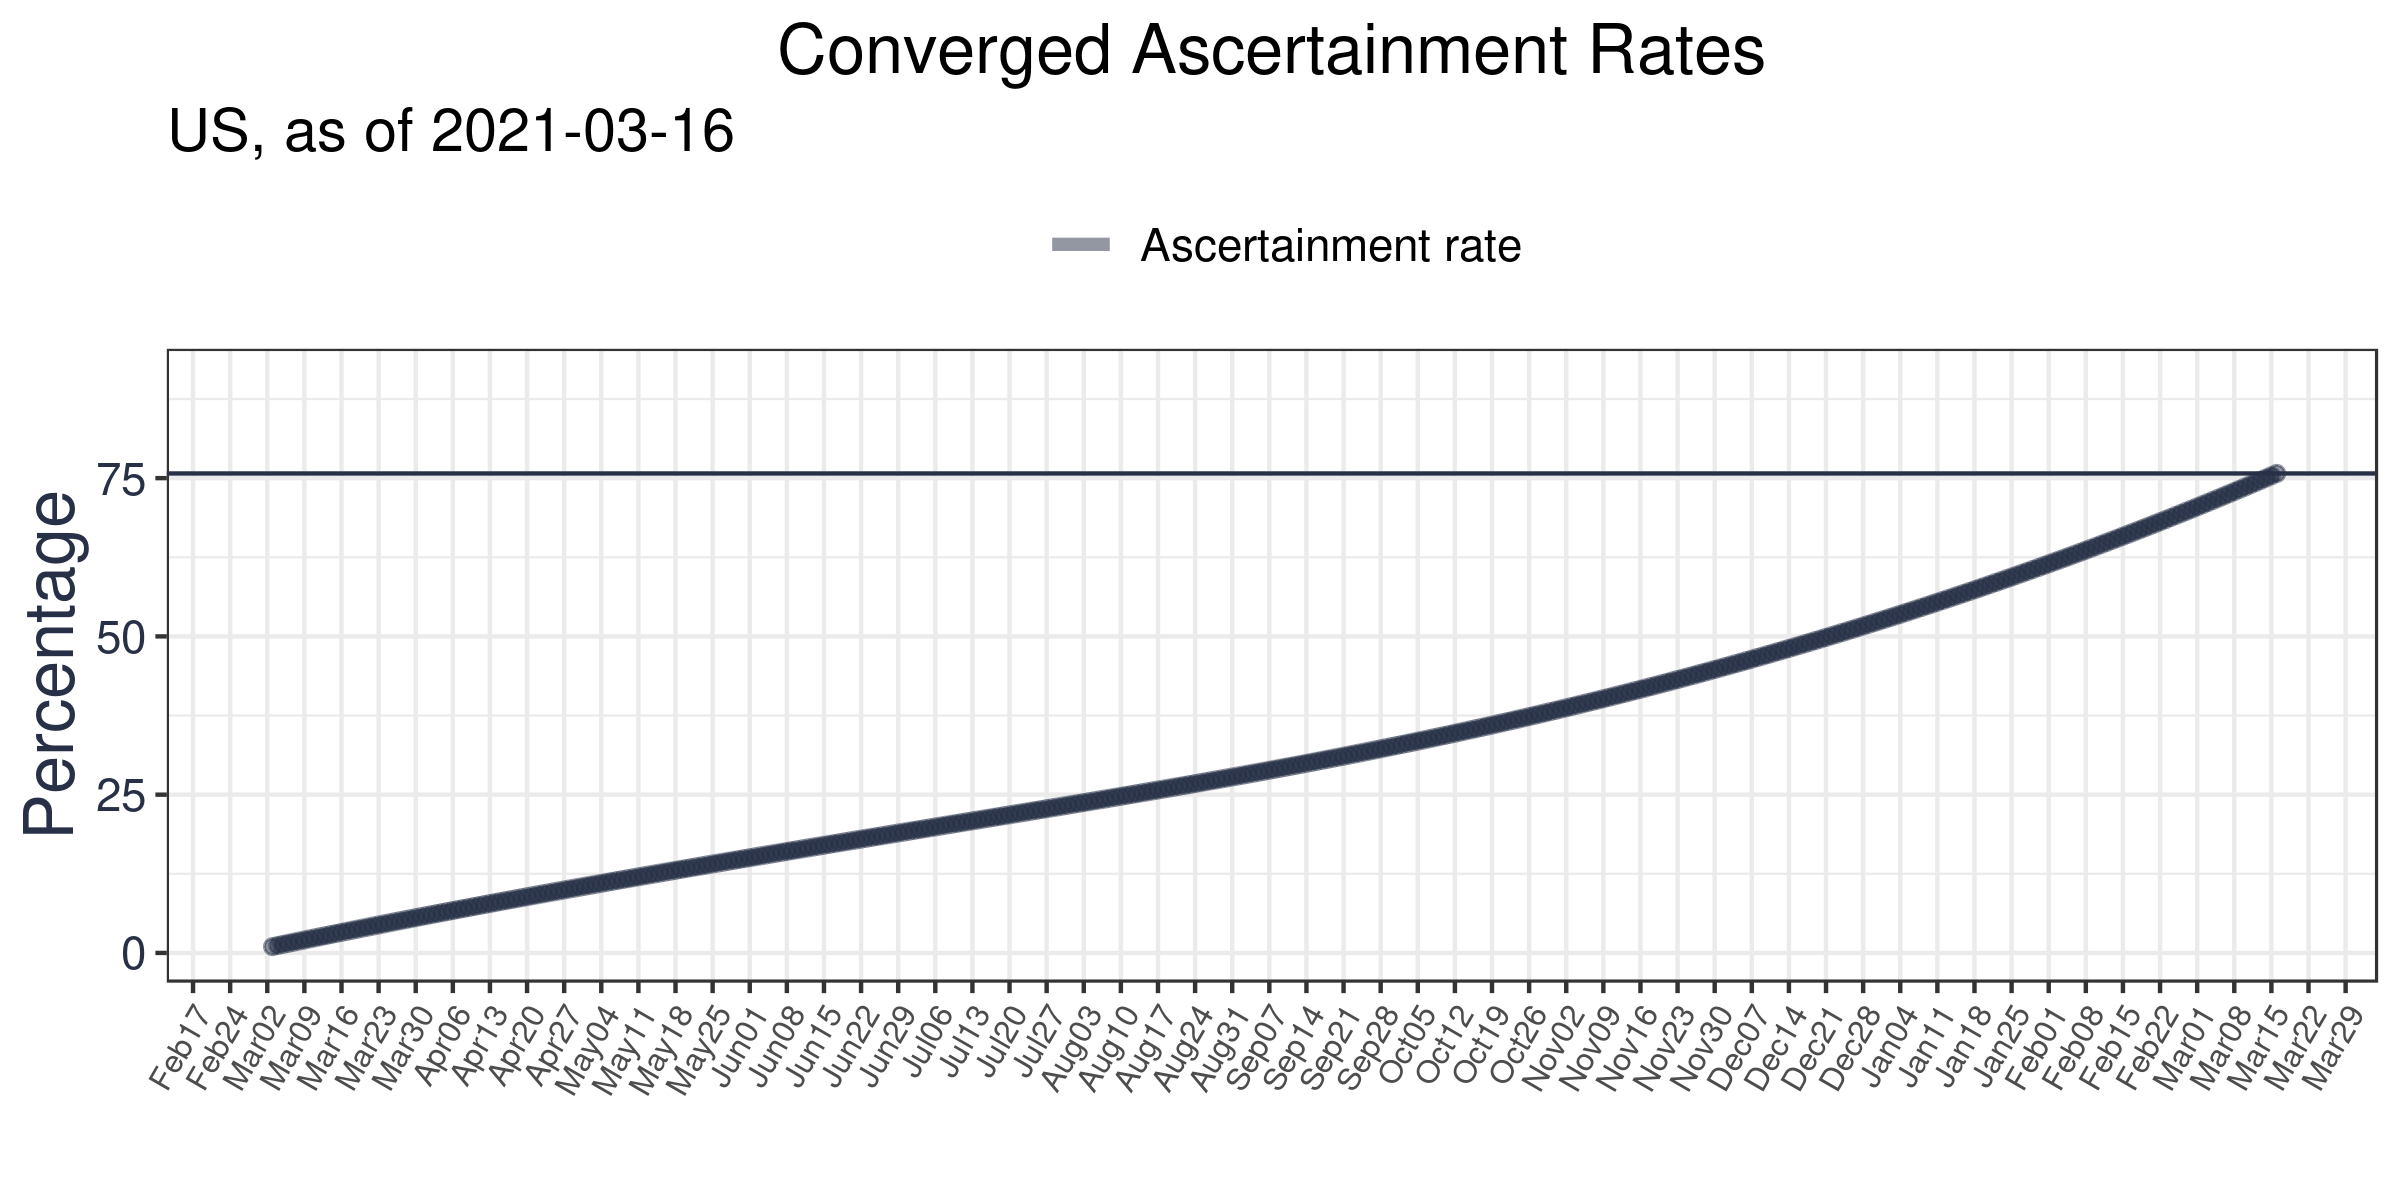 Converged Ascertainment Rates
US, as of 2021-03-16
Ascertainment rate
Percentage
75
50
25
0
Feb17 Feb24 Mar02 Mar09 Mar16 Mar23 Mar30 Apr06 Apr13 Apr20 Apr27 May04 May11 May18 May25 Jun01 Jun08 Jun15 Jun22 Jun29 Jul06 Jul13 Jul20 Jul27 Aug03 Aug10 Aug17 Aug24 Aug31 Sep07 Sep14 Sep21 Sep28 Oct05 Oct12 Oct19 Oct26 Nov02 Nov09 Nov16 Nov23 Nov30 Dec07 Dec14 Dec21 Dec28 Jan04 Jan11 Jan18 Jan25 Feb01 Feb08 Feb15 Feb22 Mar01 Mar08 Mar15 Mar22 Mar29